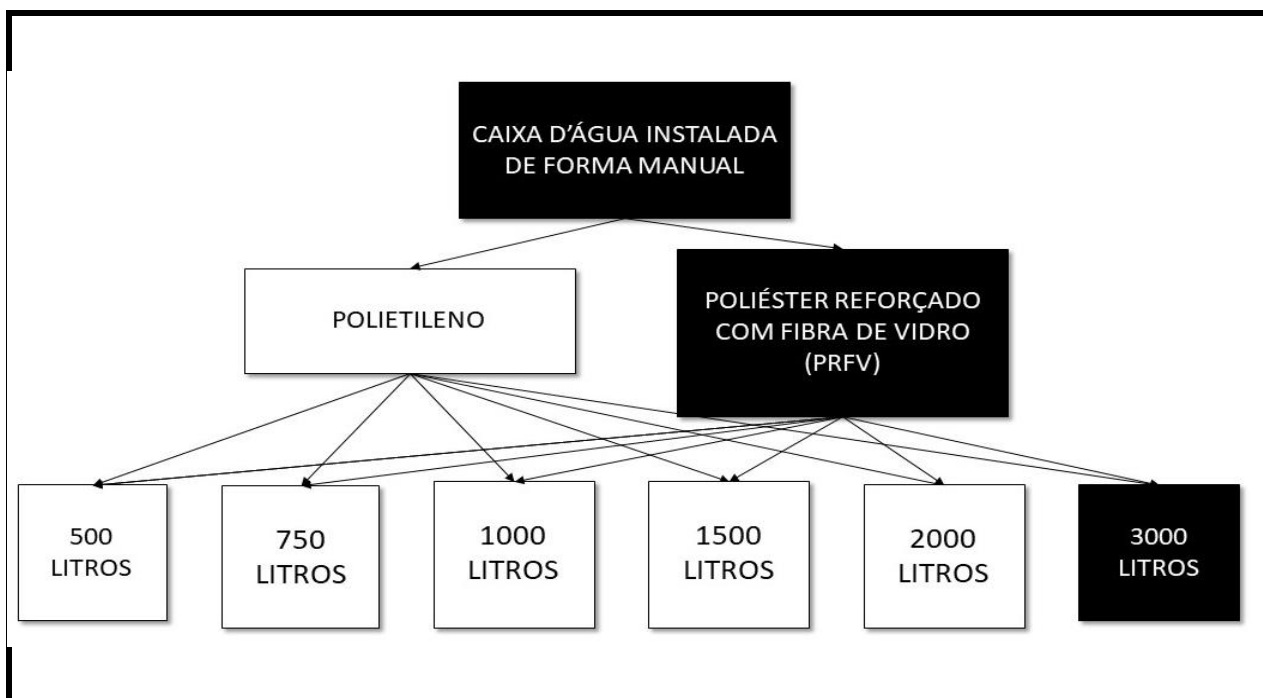 CAIXA D'ÁGUA INSTALADA
DE FORMA MANUAL
POLIETILENO
POLIÉSTER REFORÇADO
COM FIBRA DE VIDRO
(PRFV)
500
LITROS
750
LITROS
1000
LITROS
1500
LITROS
2000
LITROS
3000
LITROS